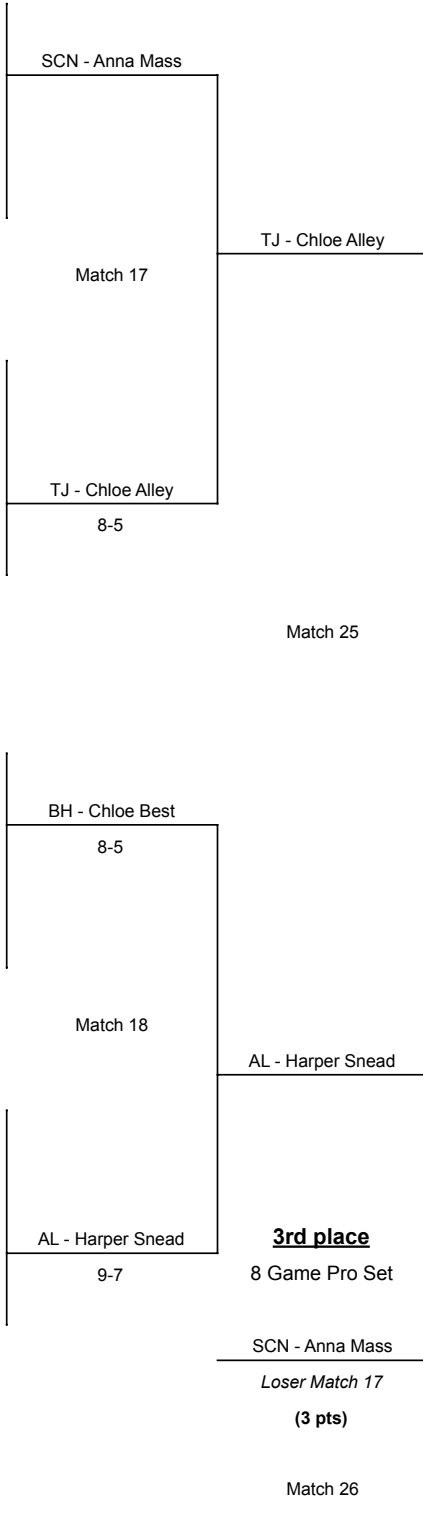 SCN - Anna Mass
TJ - Chloe Alley
Match 17
TJ - Chloe Alley
8-5
Match 25
BH - Chloe Best
8-5
Match 18
AL - Harper Snead
AL - Harper Snead
9-7
3rd place
8 Game Pro Set
SCN - Anna Mass
Loser Match 17
(3 pts)
Match 26